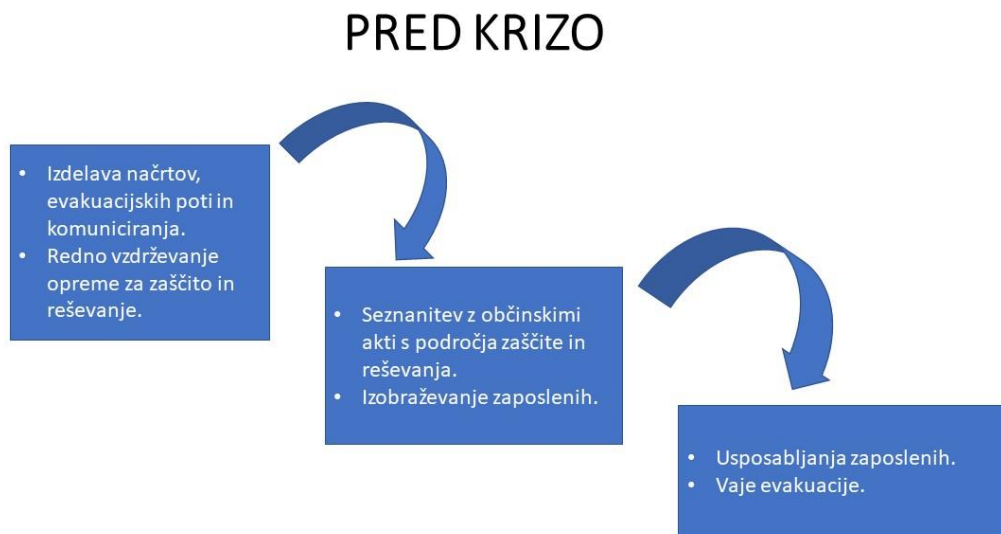 PRED KRIZO
• Izdelava načrtov,
evakuacijskih poti in
komuniciranja.
• Redno vzdrževanje
opreme za zaščito in
reševanje.
• Seznanitev z občinskimi
akti s področja zaščite in
reševanja.
• Izobraževanje zaposlenih.
• Usposabljanja zaposlenih.
• Vaje evakuacije.